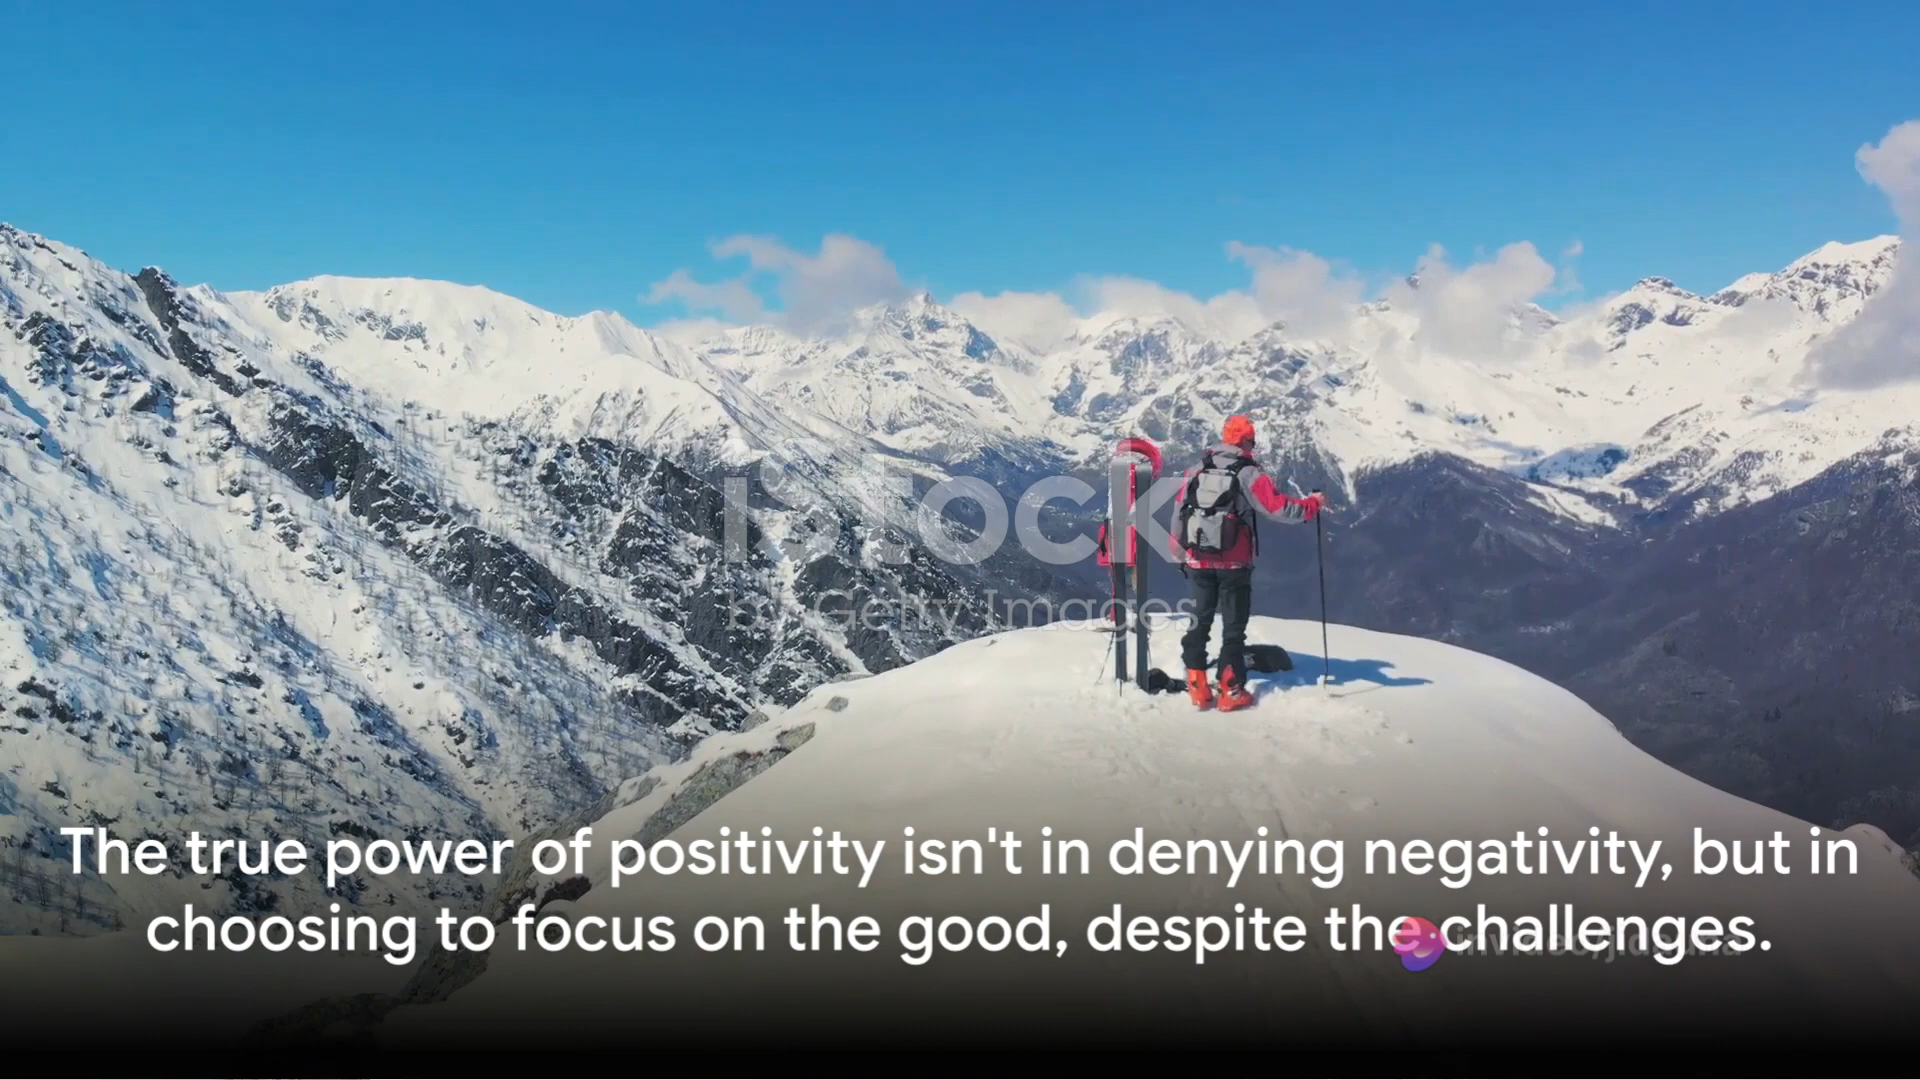 iStock
by Getty Images
The true power of positivity isn't in denying negativity, but in
choosing to focus on the good, despite the challenges.